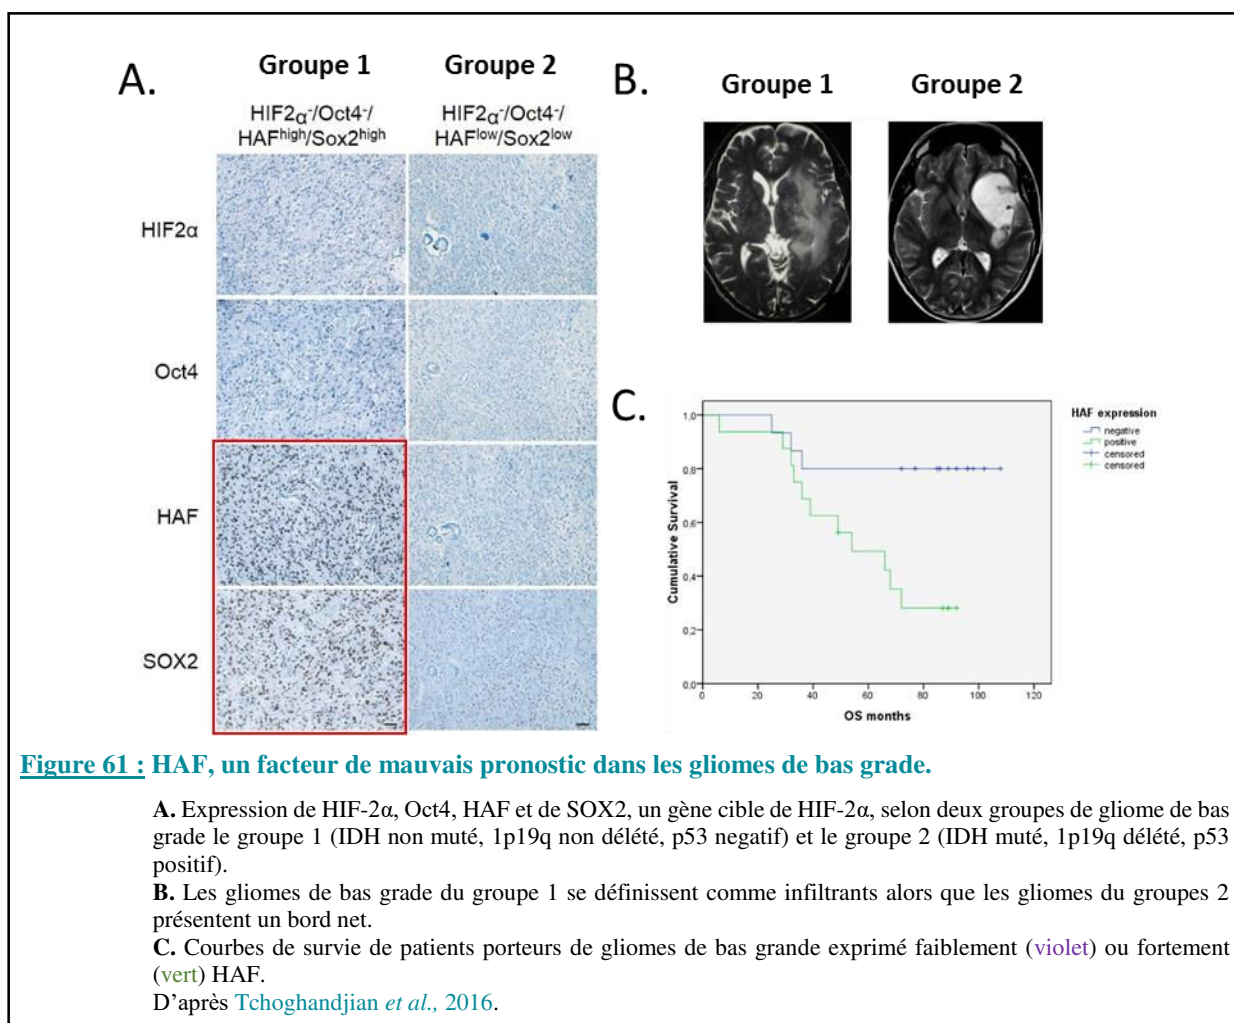 A.
Groupe 1
Groupe 2
HIF2α⁻/Oct4⁻/
HAFhigh/Sox2high
HIF2α⁻/Oct4⁻/
HAFlow/Sox2low
HIF2α
Oct4
HAF
SOX2
B.
Groupe 1
Groupe 2
C.
HAF expression
negative
positive
censored
censored
Cumulative Survival
1,0
0,8
0,6
0,4
0,2
0,0
0 20 40 60 80 100 120
OS months
Figure 61 : HAF, un facteur de mauvais pronostic dans les gliomes de bas grade.
A. Expression de HIF-2α, Oct4, HAF et de SOX2, un gène cible de HIF-2α, selon deux groupes de gliome de bas
grade le groupe 1 (IDH non muté, 1p19q non délété, p53 negatif) et le groupe 2 (IDH muté, 1p19q délété, p53
positif).
B. Les gliomes de bas grade du groupe 1 se définissent comme infiltrants alors que les gliomes du groupes 2
présentent un bord net.
C. Courbes de survie de patients porteurs de gliomes de bas grande exprimé faiblement (violet) ou fortement
(vert) HAF.
D'après Tchoghandjian et al., 2016.